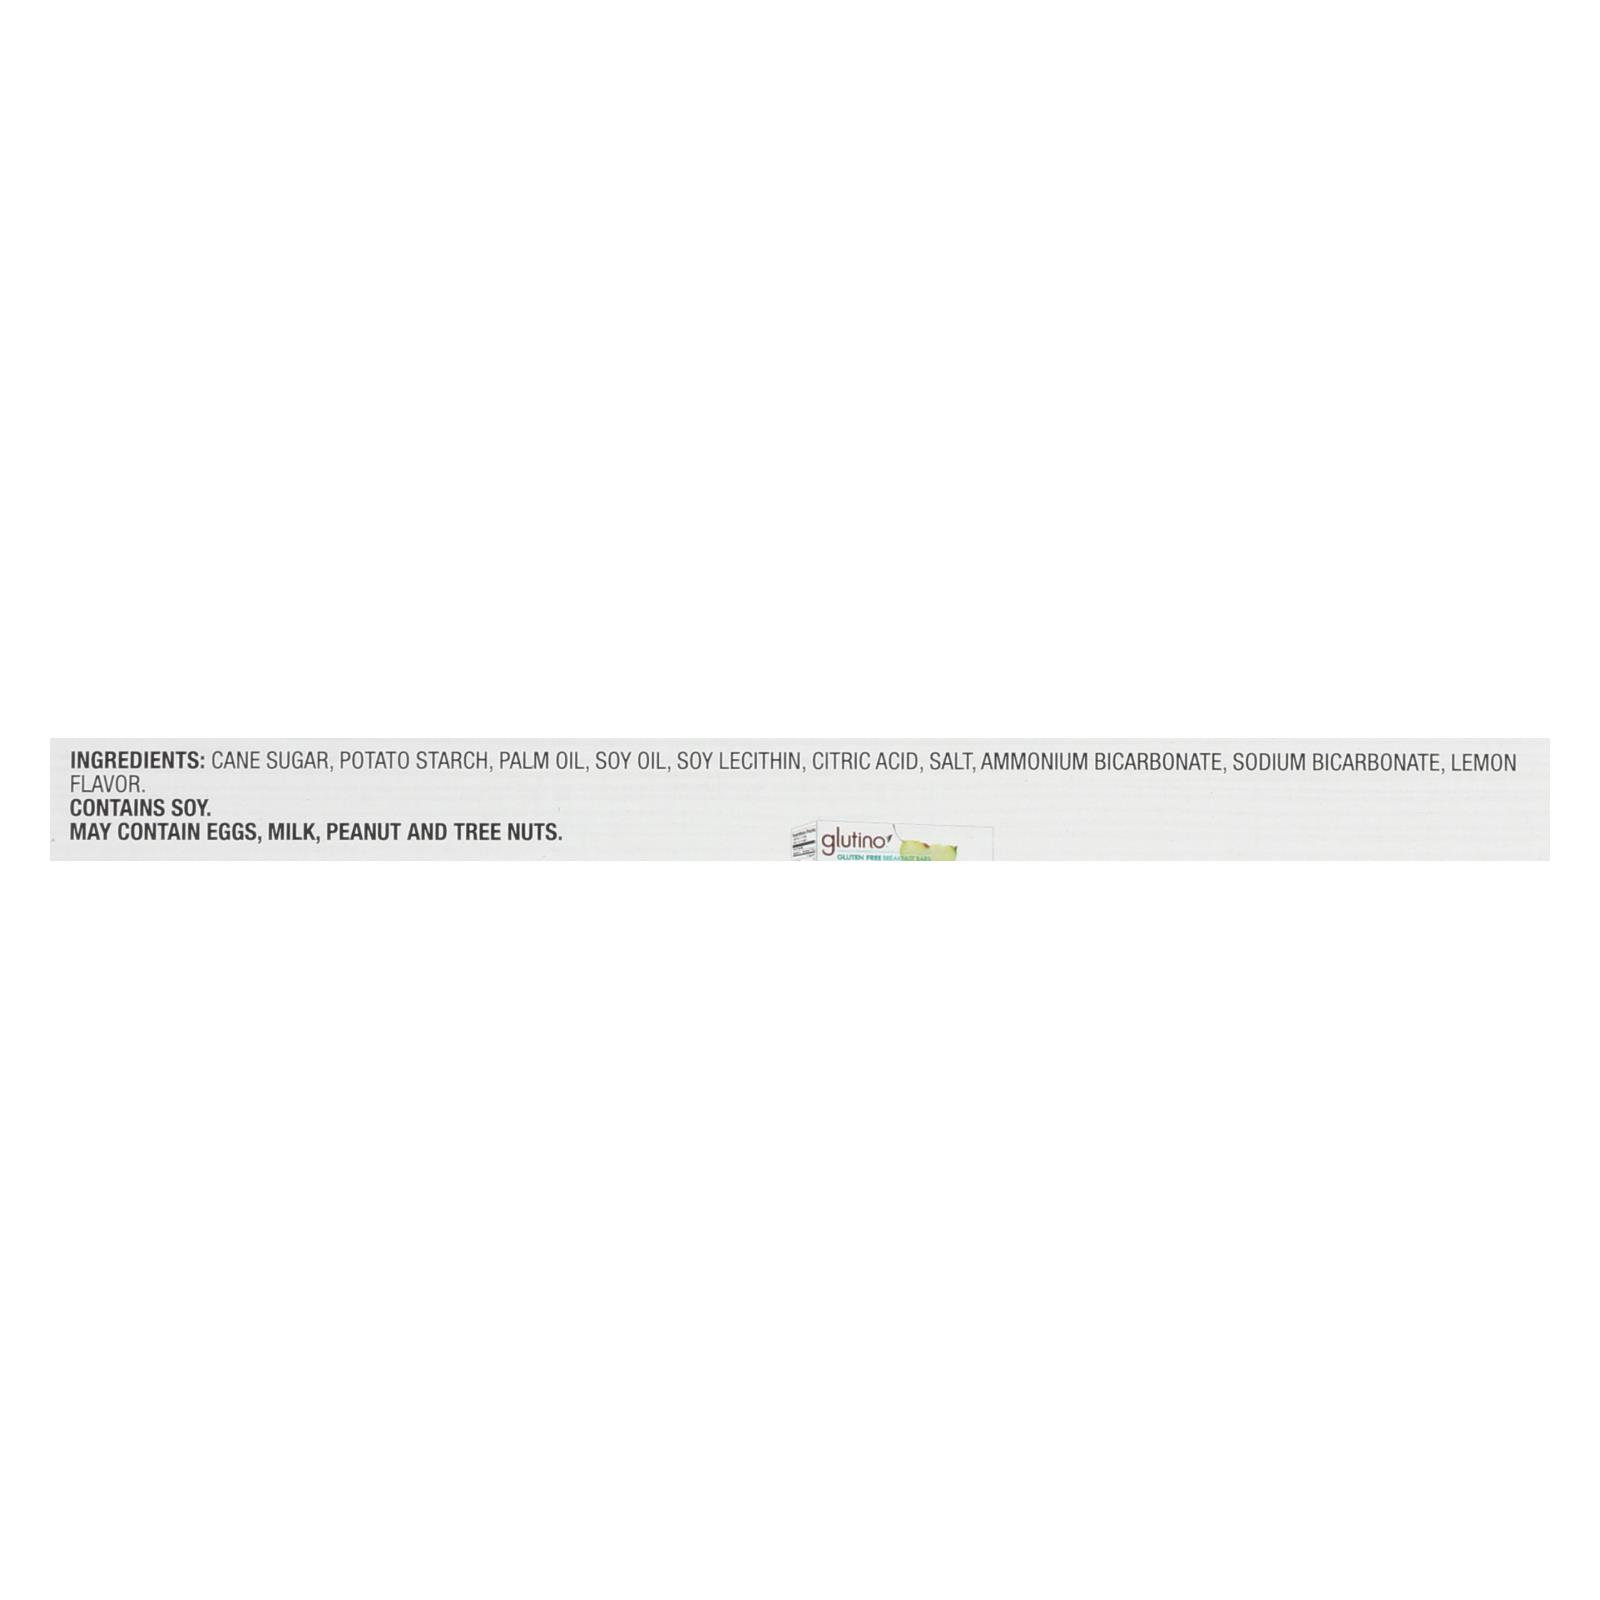 INGREDIENTS: CANE SUGAR, POTATO STARCH, PALM OIL, SOY OIL, SOY LECITHIN, CITRIC ACID, SALT, AMMONIUM BICARBONATE, SODIUM BICARBONATE, LEMON
FLAVOR.
CONTAINS SOY.
MAY CONTAIN EGGS, MILK, PEANUT AND TREE NUTS.
glutino
GLUTEN FREE BREAKFAST BARS